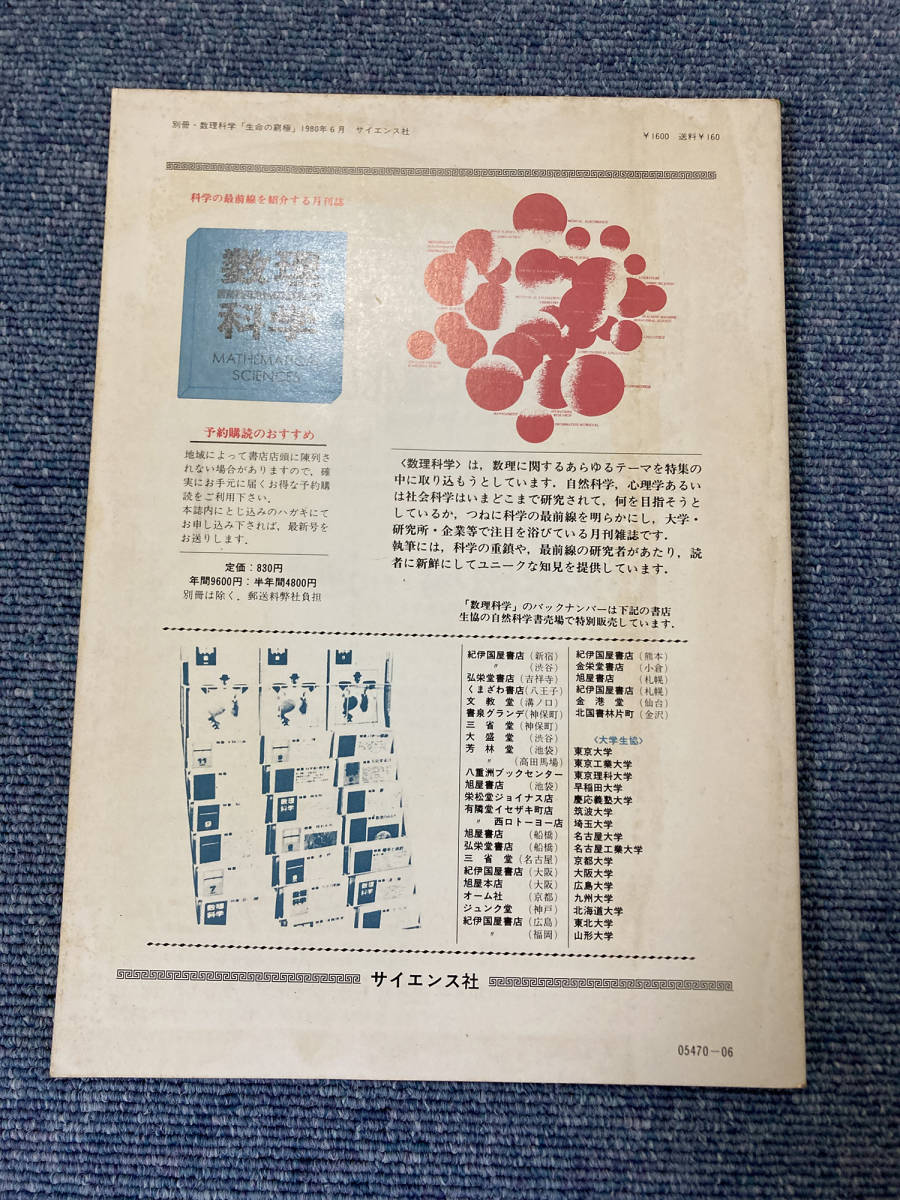 別冊・数理科学「生命の窮極」1980年6月 サイエンス社
￥1600 送料￥160
科学の最前線を紹介する月刊誌
数理
科学
MATHEMATICAL
SCIENCES
予約購読のおすすめ
地域によって書店店頭に陳列さ
れない場合がありますので，確
実にお手元に届くお得な予約購
読をご利用下さい．
本誌内にとじ込みのハガキにて
お申し込み下されば，最新号を
お送りします．
定価：830円
年間9600円：半年間4800円
別冊は除く．郵送料弊社負担
INFORMATION RETRIEVAL
〈数理科学〉は，数理に関するあらゆるテーマを特集の
中に取り込もうとしています．自然科学，心理学あるい
は社会科学はいまどこまで研究されて，何を目指そうと
しているか，つねに科学の最前線を明らかにし，大学・
研究所・企業等で注目を浴びている月刊雑誌です．
執筆には，科学の重鎮や，最前線の研究者があたり，読
者に新鮮にしてユニークな知見を提供しています．
「数理科学」のバックナンバーは下記の書店
生協の自然科学書売場で特別販売しています．
紀伊国屋書店（新宿）
〃（渋谷）
弘栄堂書店（吉祥寺）
くまざわ書店（八王子）
文教堂（溝ノ口）
書泉グランデ（神保町）
三省堂（神保町）
大盛堂（渋谷）
芳林堂（池袋）
〃（高田馬場）
八重洲ブックセンター
旭屋書店（池袋）
栄松堂ジョイナス店
有隣堂イセザキ町店
〃 西口トーヨー店
旭屋書店（船橋）
弘栄堂書店（船橋）
三省堂（名古屋）
紀伊国屋書店（大阪）
旭屋本店（大阪）
オーム社（京都）
ジュンク堂（神戸）
紀伊国屋書店（広島）
〃（福岡）
紀伊国屋書店（熊本）
金栄堂書店（小倉）
旭屋書店（札幌）
紀伊国屋書店（札幌）
金港堂（仙台）
北国書林片町（金沢）
〈大学生協〉
東京大学
東京工業大学
東京理科大学
早稲田大学
慶応義塾大学
筑波大学
埼玉大学
名古屋大学
名古屋工業大学
京都大学
大阪大学
広島大学
九州大学
北海道大学
東北大学
山形大学
サイエンス社
05470-06